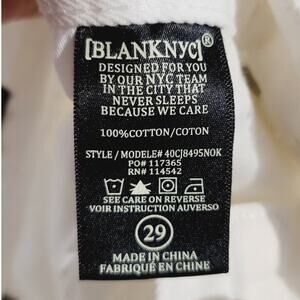 [BLANKNYC]®
DESIGNED FOR YOU
BY OUR NYC TEAM
IN THE CITY THAT
NEVER SLEEPS
BECAUSE WE CARE
100%COTTON/COTON
STYLE / MODELE# 40CJ8495NOK
PO# 117365
RN# 114542
SEE CARE ON REVERSE
VOIR INSTRUCTION AUVERSO
29
MADE IN CHINA
FABRIQUÉ EN CHINE